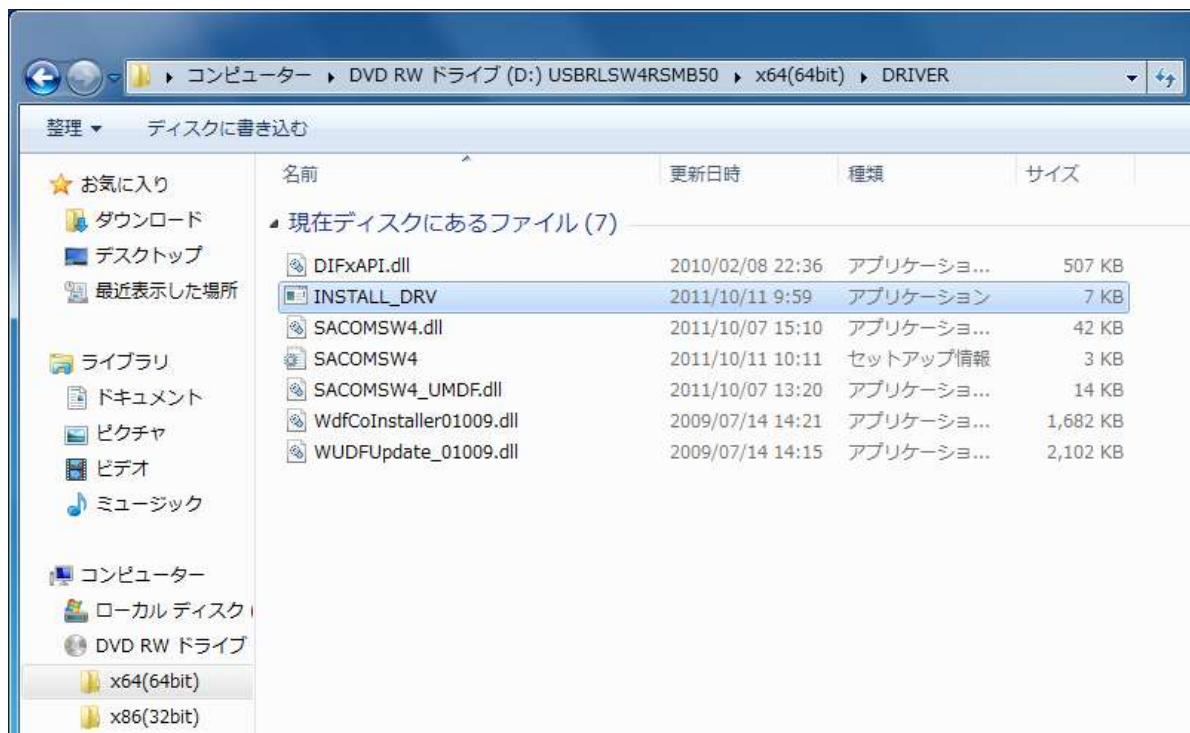 コンピューター ▸ DVD RW ドライブ (D:) USBRLSW4RSMB50 ▸ x64(64bit) ▸ DRIVER
整理 ディスクに書き込む
名前 更新日時 種類 サイズ
お気に入り
ダウンロード
デスクトップ
最近表示した場所
ライブラリ
ドキュメント
ピクチャ
ビデオ
ミュージック
コンピューター
ローカル ディスク (
DVD RW ドライブ
x64(64bit)
x86(32bit)
現在ディスクにあるファイル (7)
DIFxAPI.dll 2010/02/08 22:36 アプリケーショ... 507 KB
INSTALL_DRV 2011/10/11 9:59 アプリケーション 7 KB
SACOMSW4.dll 2011/10/07 15:10 アプリケーショ... 42 KB
SACOMSW4 2011/10/11 10:11 セットアップ情報 3 KB
SACOMSW4_UMDF.dll 2011/10/07 13:20 アプリケーショ... 14 KB
WdfCoInstaller01009.dll 2009/07/14 14:21 アプリケーショ... 1,682 KB
WUDFUpdate_01009.dll 2009/07/14 14:15 アプリケーショ... 2,102 KB